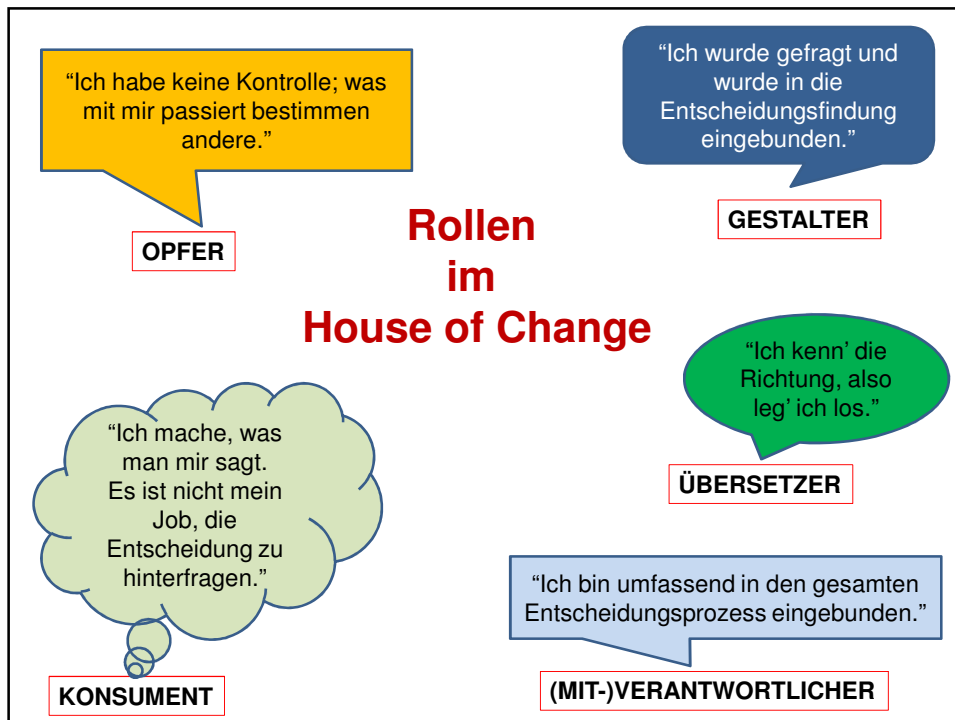 “Ich habe keine Kontrolle; was
mit mir passiert bestimmen
andere.”
OPFER
“Ich wurde gefragt und
wurde in die
Entscheidungsfindung
eingebunden.”
GESTALTER
Rollen
im
House of Change
“Ich kenn’ die
Richtung, also
leg’ ich los.”
ÜBERSETZER
“Ich mache, was
man mir sagt.
Es ist nicht mein
Job, die
Entscheidung zu
hinterfragen.”
KONSUMENT
“Ich bin umfassend in den gesamten
Entscheidungsprozess eingebunden.”
(MIT-)VERANTWORTLICHER